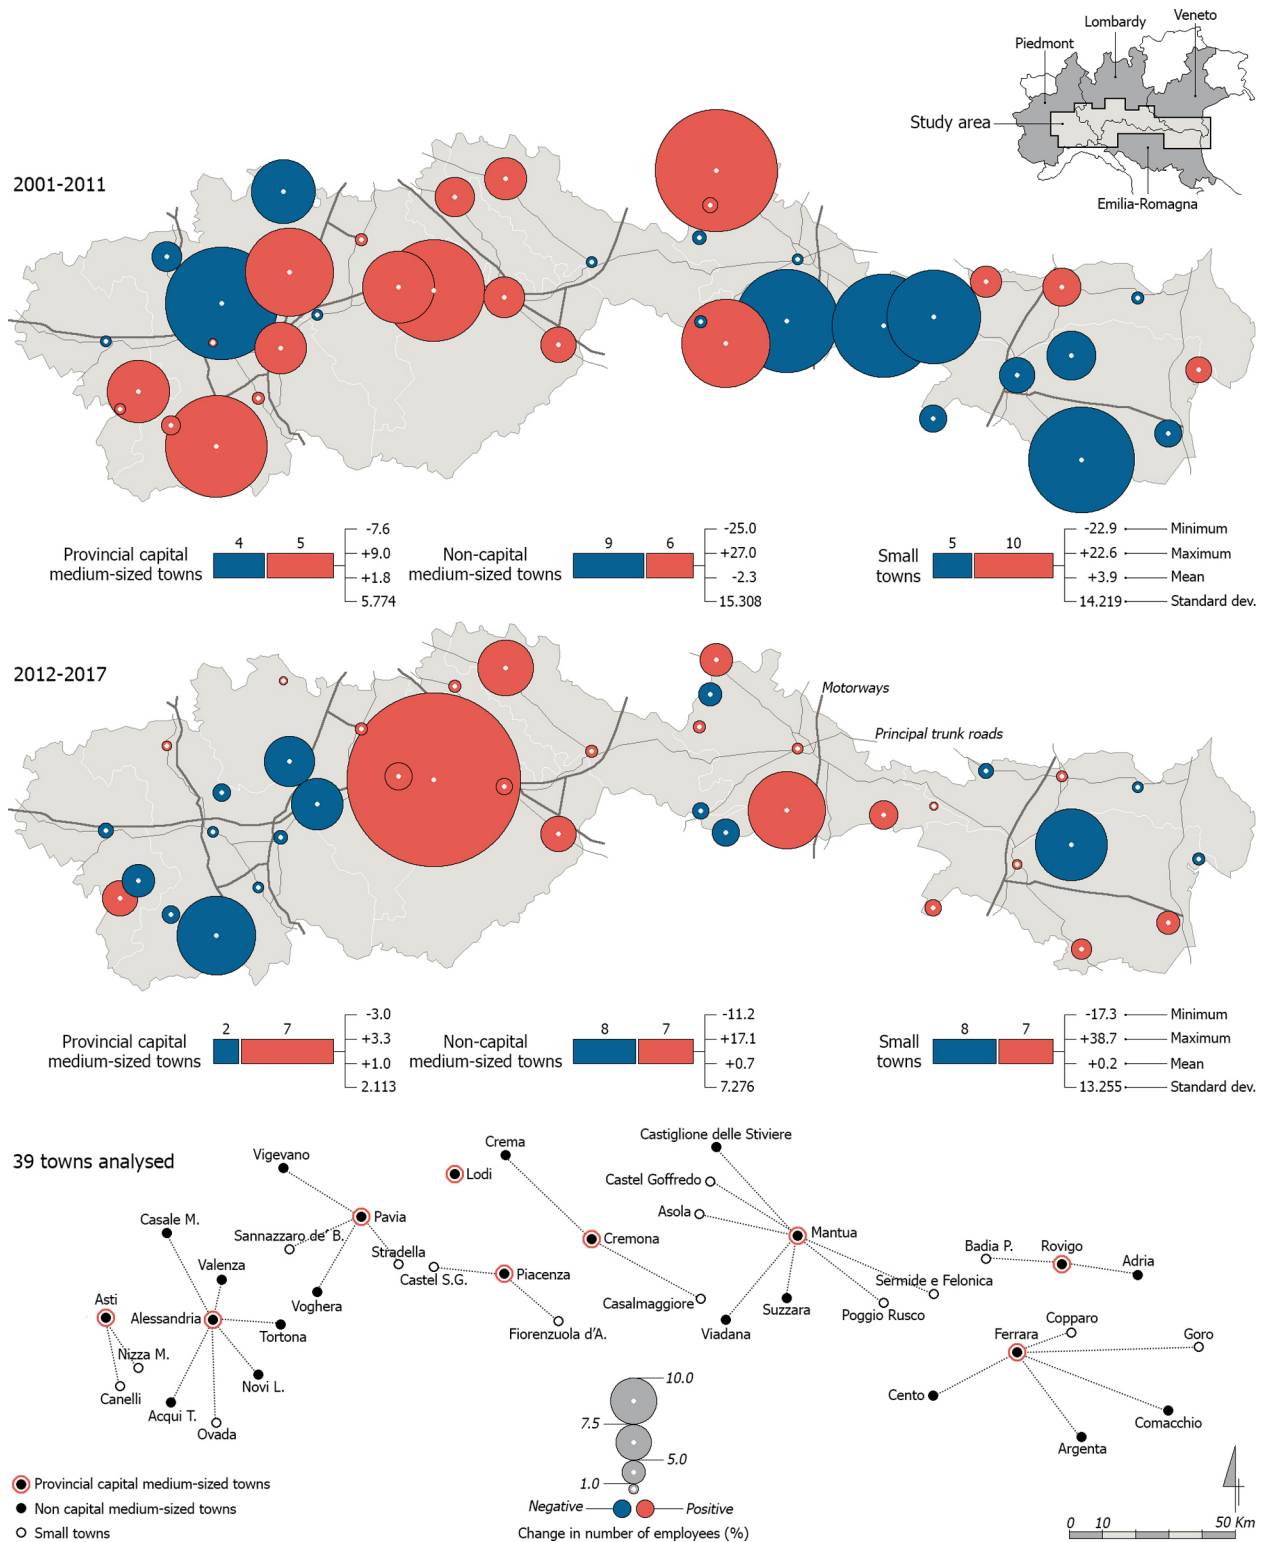 Veneto
Lombardy
Piedmont
Study area
Emilia-Romagna
2001-2011
Provincial capital
medium-sized towns
4 5
-7.6
+9.0
+1.8
5.774
Non-capital
medium-sized towns
9 6
-25.0
+27.0
-2.3
15.308
Small
towns
5 10
-22.9 Minimum
+22.6 Maximum
+3.9 Mean
14.219 Standard dev.
2012-2017
Motorways
Principal trunk roads
Provincial capital
medium-sized towns
2 7
-3.0
+3.3
+1.0
2.113
Non-capital
medium-sized towns
8 7
-11.2
+17.1
+0.7
7.276
Small
towns
8 7
-17.3 Minimum
+38.7 Maximum
+0.2 Mean
13.255 Standard dev.
39 towns analysed
Castiglione delle Stiviere
Crema
Vigevano
Lodi
Castel Goffredo
Asola
Pavia
Casale M.
Sannazzaro de' B.
Stradella
Cremona
Mantua
Badia P.
Rovigo
Adria
Valenza
Castel S.G.
Piacenza
Sermide e Felonica
Asti
Alessandria
Voghera
Casalmaggiore
Suzzara
Poggio Rusco
Tortona
Fiorenzuola d'A.
Viadana
Ferrara
Copparo
Goro
Nizza M.
Canelli
Novi L.
Acqui T.
Ovada
Cento
Comacchio
Argenta
10.0
7.5
5.0
1.0
Negative Positive
Change in number of employees (%)
Provincial capital medium-sized towns
Non capital medium-sized towns
Small towns
0 10 50 Km